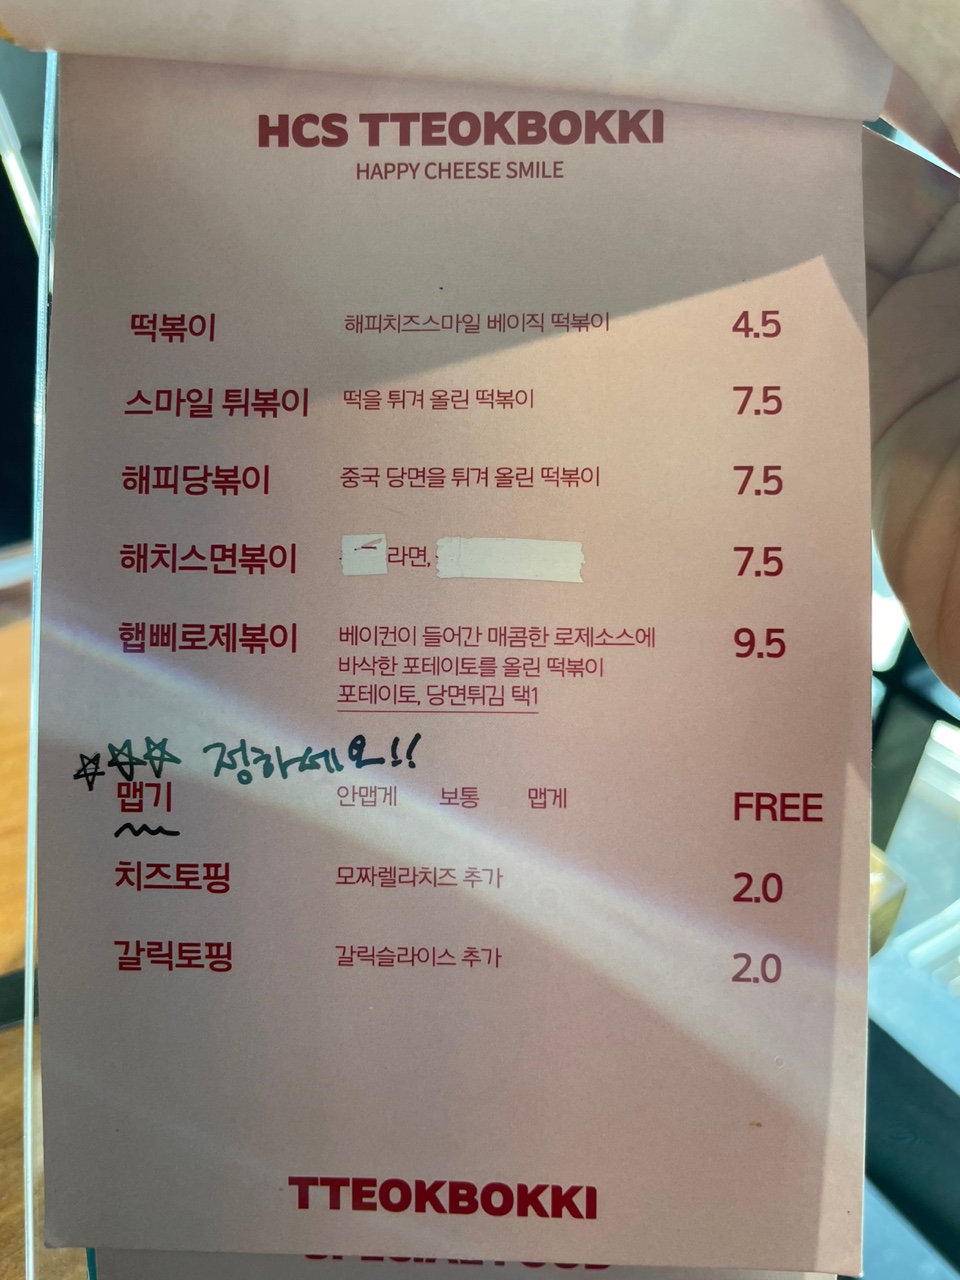 HCS TTEOKBOKKI
HAPPY CHEESE SMILE
떡볶이 해피치즈스마일 베이직 떡볶이 4.5
스마일 튀볶이 떡을 튀겨 올린 떡볶이 7.5
해피당볶이 중국 당면을 튀겨 올린 떡볶이 7.5
해치스면볶이 라면, 7.5
햅삐로제볶이 베이컨이 들어간 매콤한 로제소스에 9.5
바삭한 포테이토를 올린 떡볶이
포테이토, 당면튀김 택1
정하세요!!
맵기 안맵게 보통 맵게 FREE
치즈토핑 모짜렐라치즈 추가 2.0
갈릭토핑 갈릭슬라이스 추가 2.0
TTEOKBOKKI
SPECIAL FOOD